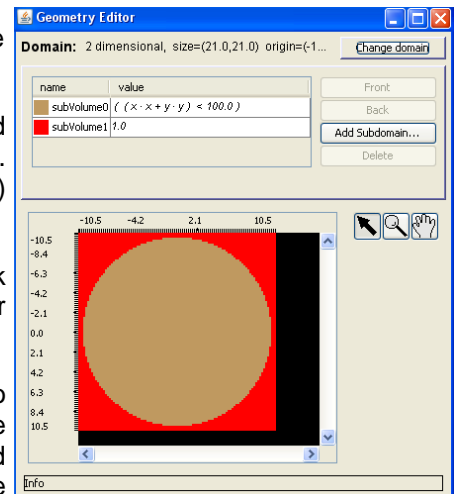 Geometry Editor
Domain: 2 dimensional, size=(21.0,21.0) origin=(-1... Change domain
name value
subVolume0 ( ( x · x + y · y ) < 100.0 )
subVolume1 1.0
Front
Back
Add Subdomain...
Delete
-10.5 -4.2 2.1 10.5
-10.5
-8.4
-6.3
-4.2
-2.1
0.0
2.1
4.2
6.3
8.4
10.5
Info